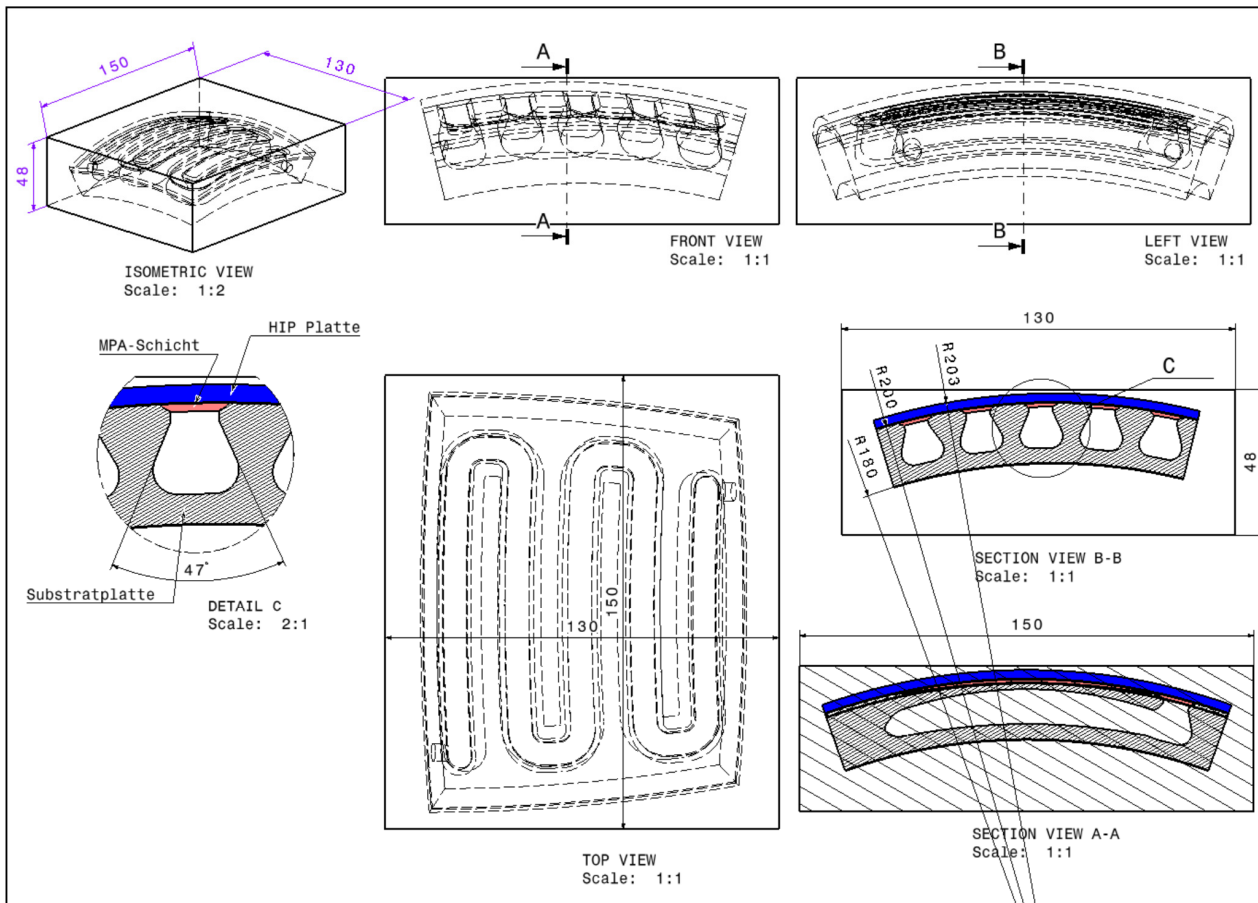 150
130
48
ISOMETRIC VIEW
Scale: 1:2
A
A
FRONT VIEW
Scale: 1:1
B
B
LEFT VIEW
Scale: 1:1
MPA-Schicht
HIP Platte
47°
Substratplatte
DETAIL C
Scale: 2:1
150
130
TOP VIEW
Scale: 1:1
130
R203
R200
R180
C
48
SECTION VIEW B-B
Scale: 1:1
150
SECTION VIEW A-A
Scale: 1:1